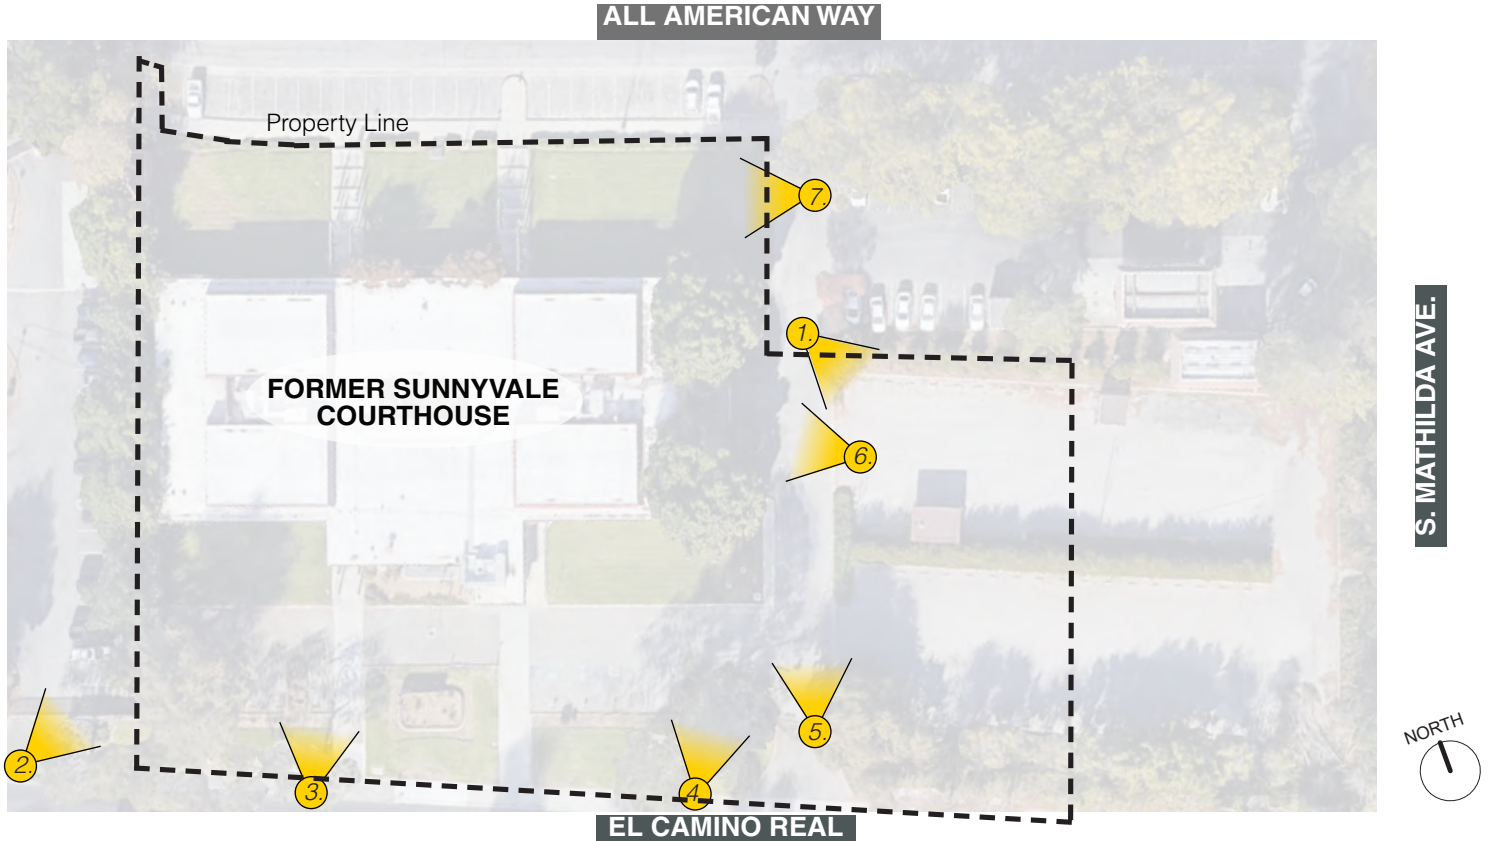 ALL AMERICAN WAY
Property Line
7.
1.
FORMER SUNNYVALE
COURTHOUSE
6.
S. MATHILDA AVE.
5.
2.
3.
4.
NORTH
EL CAMINO REAL